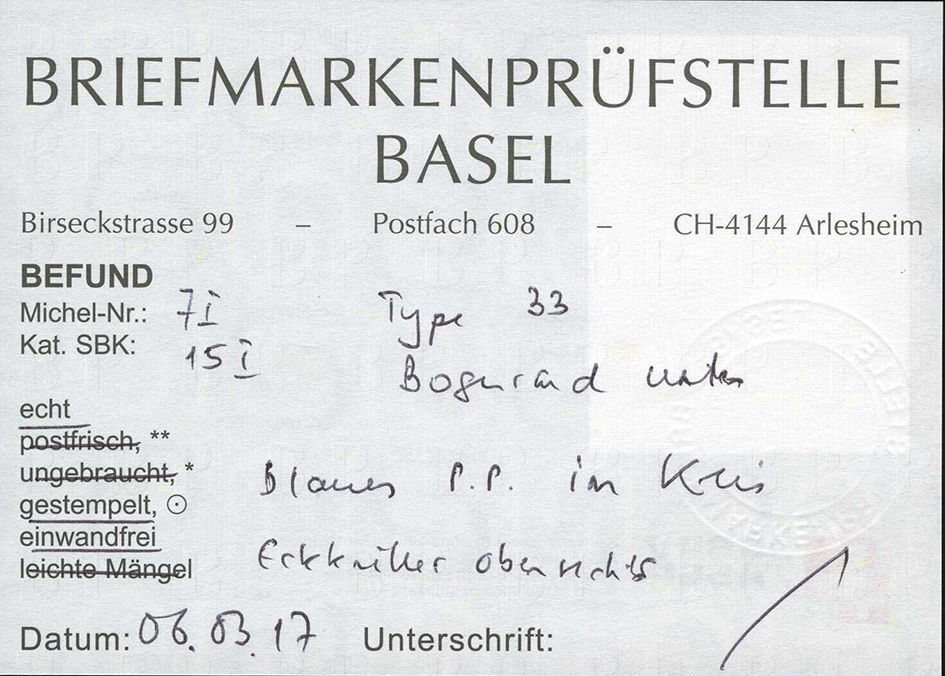 BRIEFMARKENPRÜFSTELLE
BASEL
Birseckstrasse 99 – Postfach 608 – CH-4144 Arlesheim
BEFUND
Michel-Nr.: 7I Type 33
Kat. SBK: 15I Bogenrand unten
echt
postfrisch, **
ungebraucht, * Blaues P.P. im Kreis
gestempelt, ⊙
einwandfrei
leichte Mängel Eckknitter oben rechts
Datum: 06.03.17 Unterschrift: